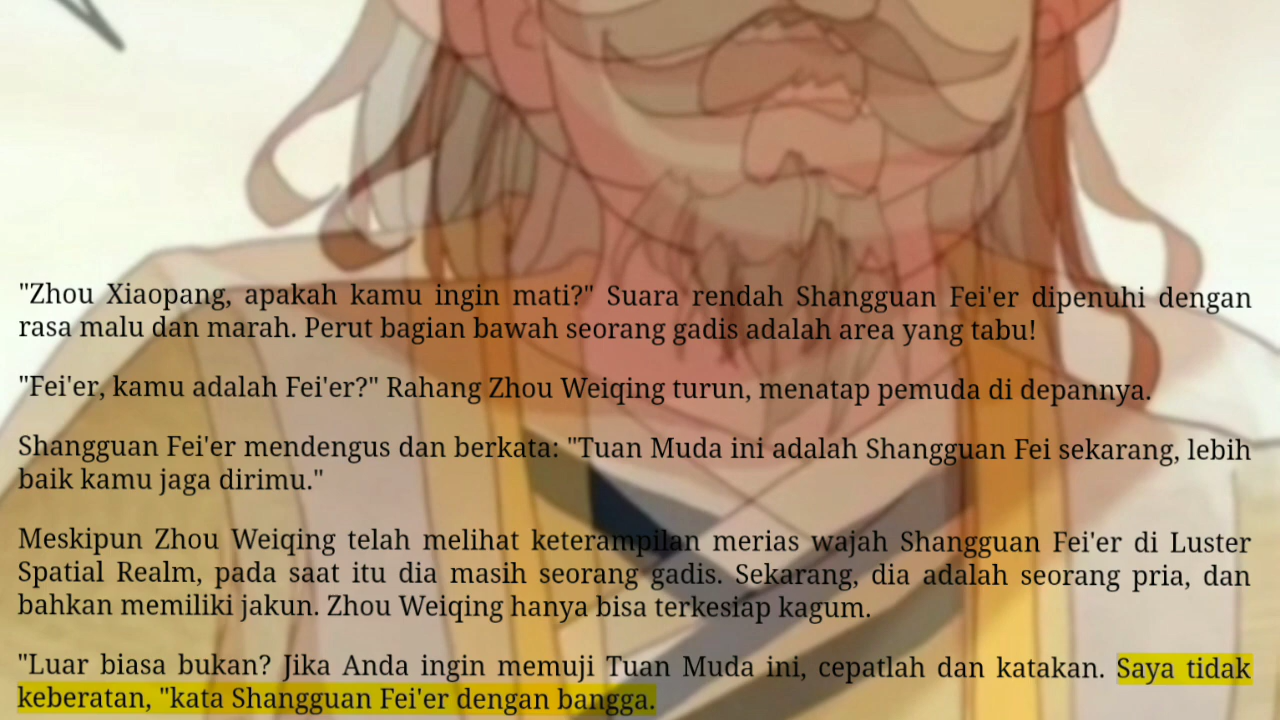 "Zhou Xiaopang, apakah kamu ingin mati?" Suara rendah Shangguan Fei'er dipenuhi dengan
rasa malu dan marah. Perut bagian bawah seorang gadis adalah area yang tabu!
"Fei'er, kamu adalah Fei'er?" Rahang Zhou Weiqing turun, menatap pemuda di depannya.
Shangguan Fei'er mendengus dan berkata: "Tuan Muda ini adalah Shangguan Fei sekarang, lebih
baik kamu jaga dirimu."
Meskipun Zhou Weiqing telah melihat keterampilan merias wajah Shangguan Fei'er di Luster
Spatial Realm, pada saat itu dia masih seorang gadis. Sekarang, dia adalah seorang pria, dan
bahkan memiliki jakun. Zhou Weiqing hanya bisa terkesiap kagum.
"Luar biasa bukan? Jika Anda ingin memuji Tuan Muda ini, cepatlah dan katakan. Saya tidak
keberatan, "kata Shangguan Fei'er dengan bangga.